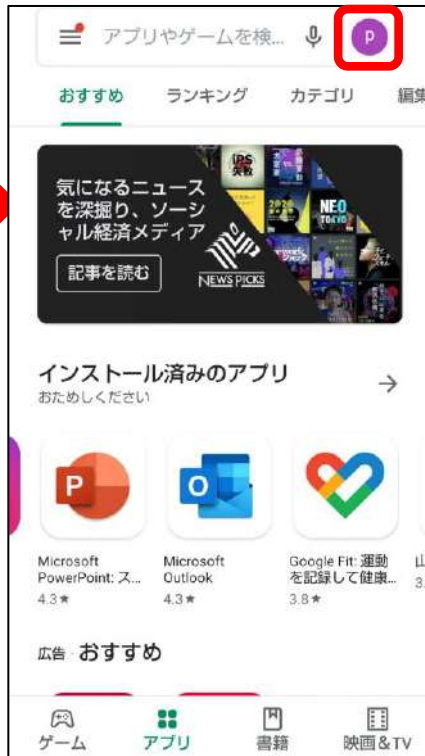 アプリやゲームを検...
p
おすすめ
ランキング
カテゴリ
編集
気になるニュース
を深掘り、ソーシ
ャル経済メディア
記事を読む
NEWS PICKS
iPS
失敗
NEO
TOKYO
インストール済みのアプリ
おためしください
Microsoft
PowerPoint: ス...
4.3★
Microsoft
Outlook
4.3★
Google Fit: 運動
を記録して健康...
3.8★
広告・おすすめ
ゲーム
アプリ
書籍
映画&TV